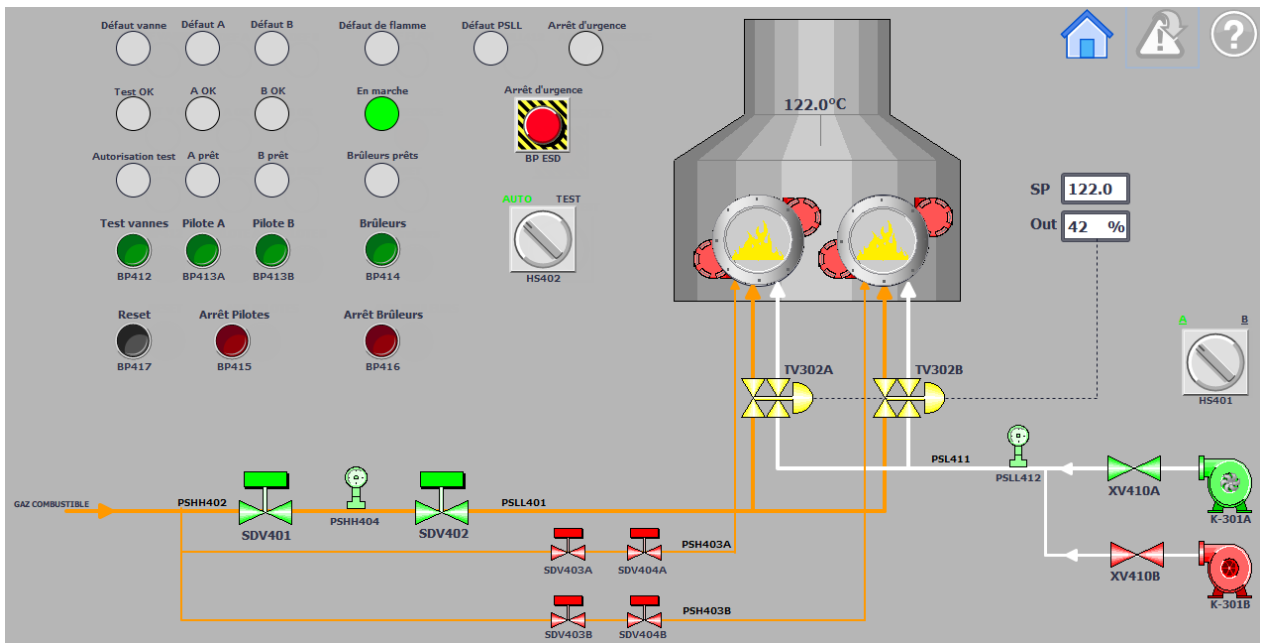 Défaut vanne Défaut A Défaut B Défaut de flamme Défaut PSLL Arrêt d'urgence
?
Test OK A OK B OK En marche Arrêt d'urgence
122.0°C
BP ESD
Autorisation test A prêt B prêt Brûleurs prêts
SP 122.0
AUTO TEST
Test vannes Pilote A Pilote B Brûleurs
Out 42 %
BP412 BP413A BP413B BP414 HS402
Reset Arrêt Pilotes Arrêt Brûleurs
A B
BP417 BP415 BP416
TV302A TV302B
HS401
PSL411
PSLL412
XV410A
GAZ COMBUSTIBLE PSHH402 PSHH404 PSLL401
K-301A
SDV401 SDV402
PSH403A
SDV403A SDV404A
XV410B
K-301B
PSH403B
SDV403B SDV404B